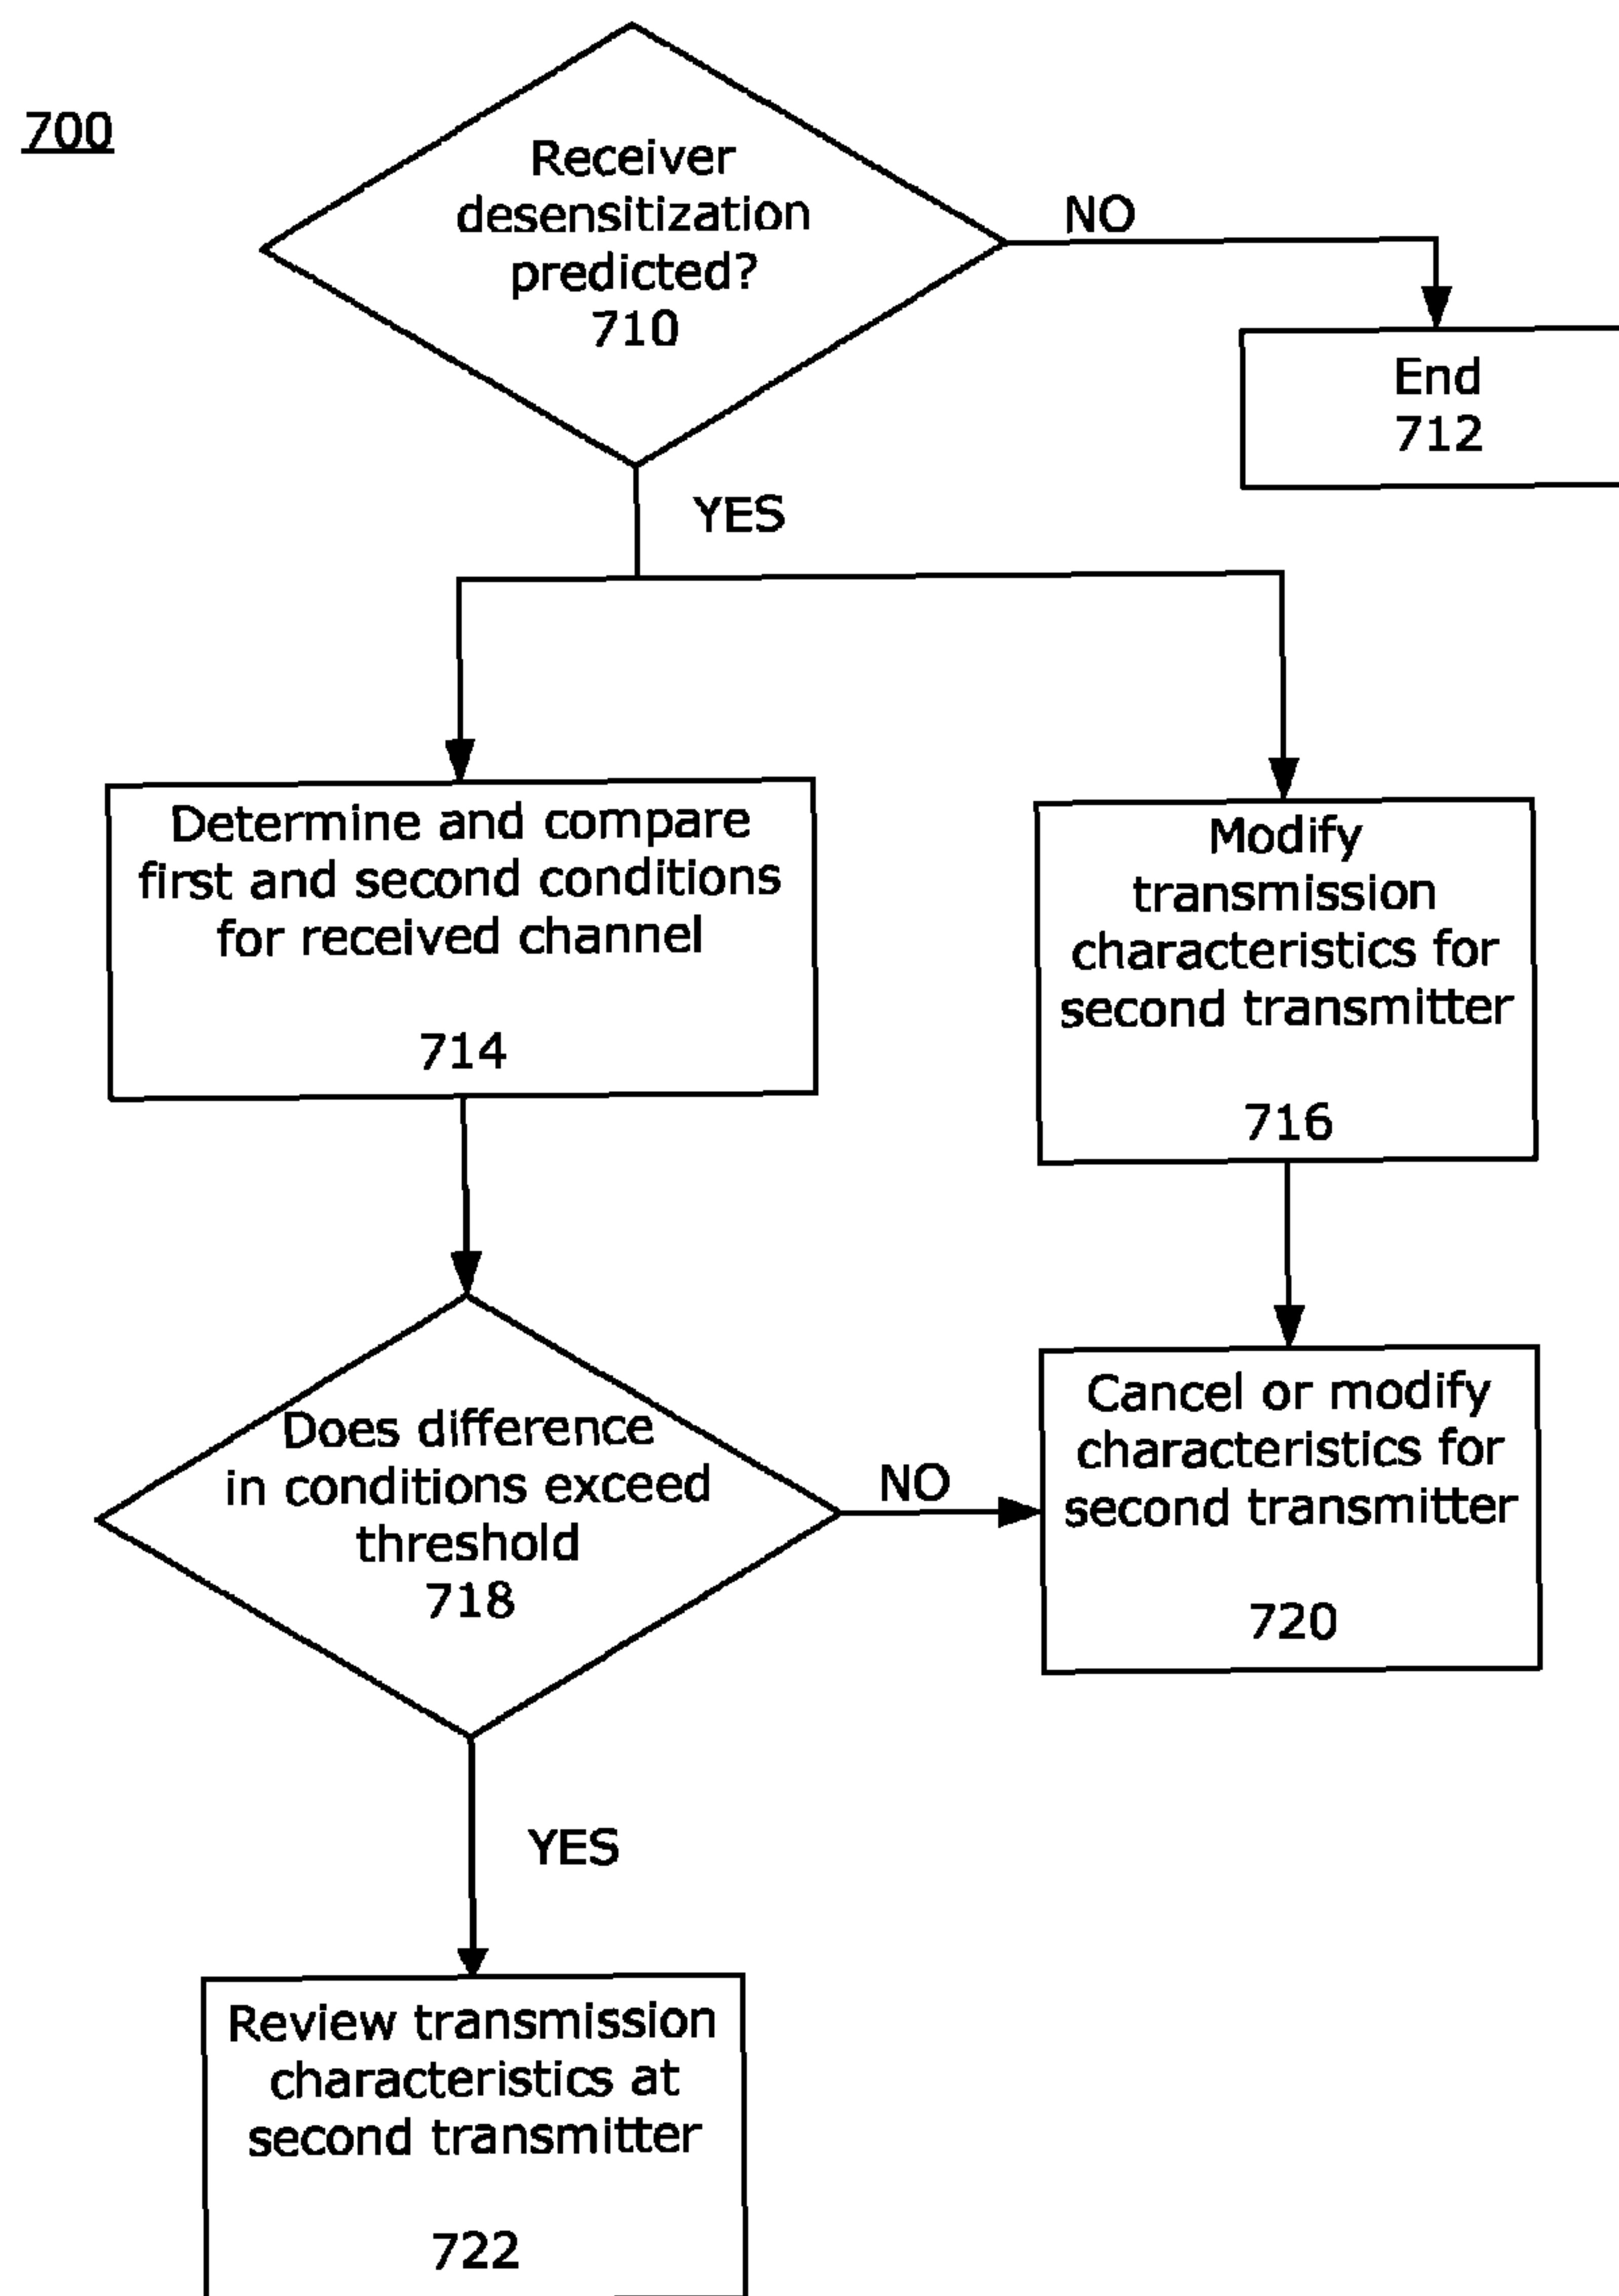 700
Receiver
desensitization
predicted?
710
NO
End
712
YES
Determine and compare
first and second conditions
for received channel
714
Modify
transmission
characteristics for
second transmitter
716
Does difference
in conditions exceed
threshold
718
NO
Cancel or modify
characteristics for
second transmitter
720
YES
Review transmission
characteristics at
second transmitter
722